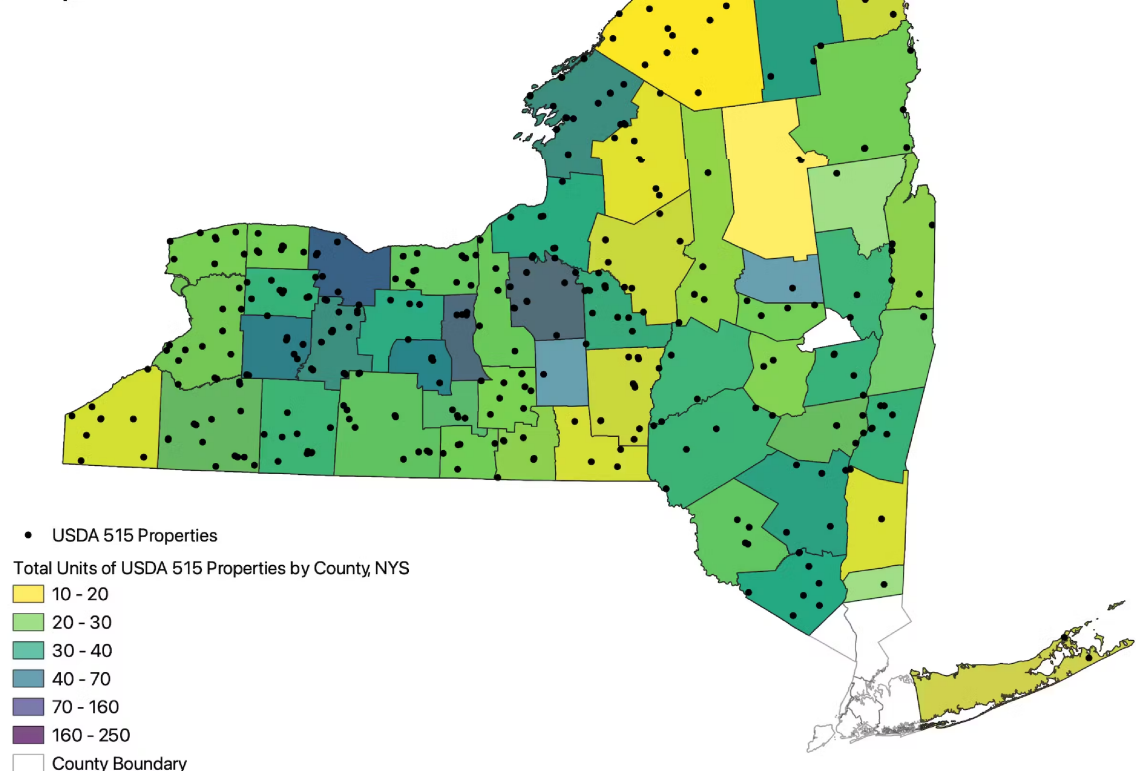 USDA 515 Properties
Total Units of USDA 515 Properties by County, NYS
10 - 20
20 - 30
30 - 40
40 - 70
70 - 160
160 - 250
County Boundary